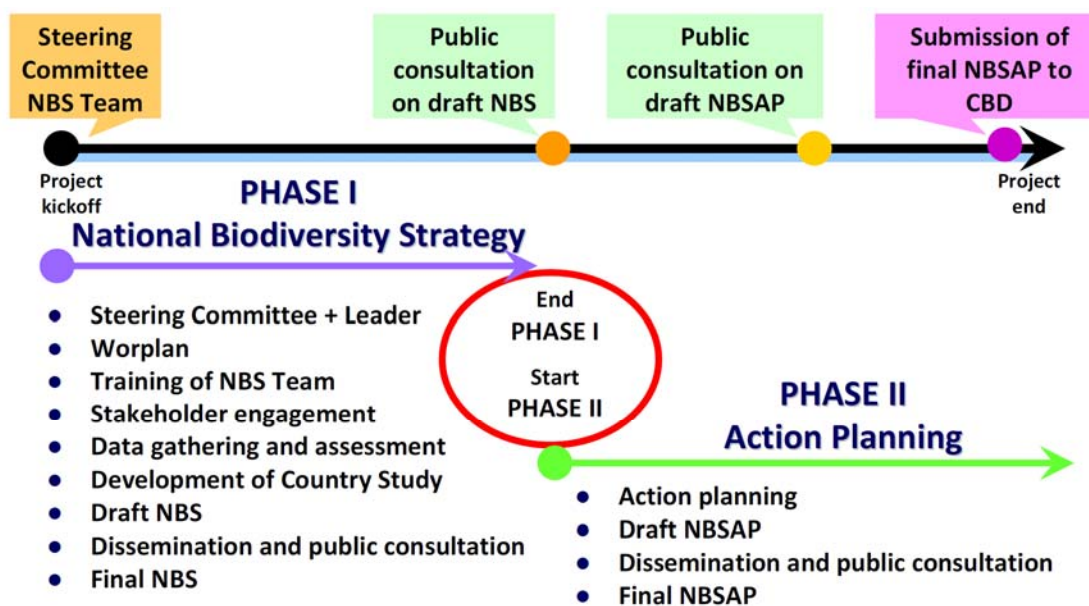 Steering
Committee
NBS Team
Public
consultation
on draft NBS
Public
consultation on
draft NBSAP
Submission of
final NBSAP to
CBD
Project
kickoff
Project
end
PHASE I
National Biodiversity Strategy
• Steering Committee + Leader
• Worplan
• Training of NBS Team
• Stakeholder engagement
• Data gathering and assessment
• Development of Country Study
• Draft NBS
• Dissemination and public consultation
• Final NBS
End
PHASE I
Start
PHASE II
PHASE II
Action Planning
• Action planning
• Draft NBSAP
• Dissemination and public consultation
• Final NBSAP